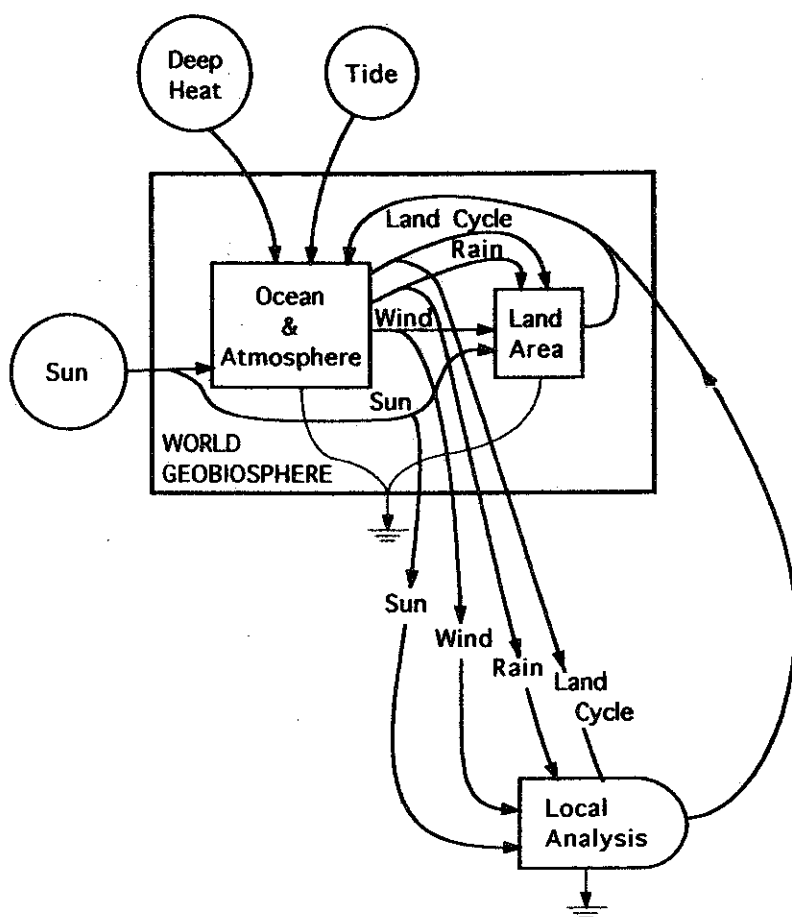 Deep
Heat
Tide
Land Cycle
Rain
Ocean
&
Atmosphere
Wind
Land
Area
Sun
Sun
WORLD
GEOBIOSPHERE
Sun
Wind
Rain
Land
Cycle
Local
Analysis